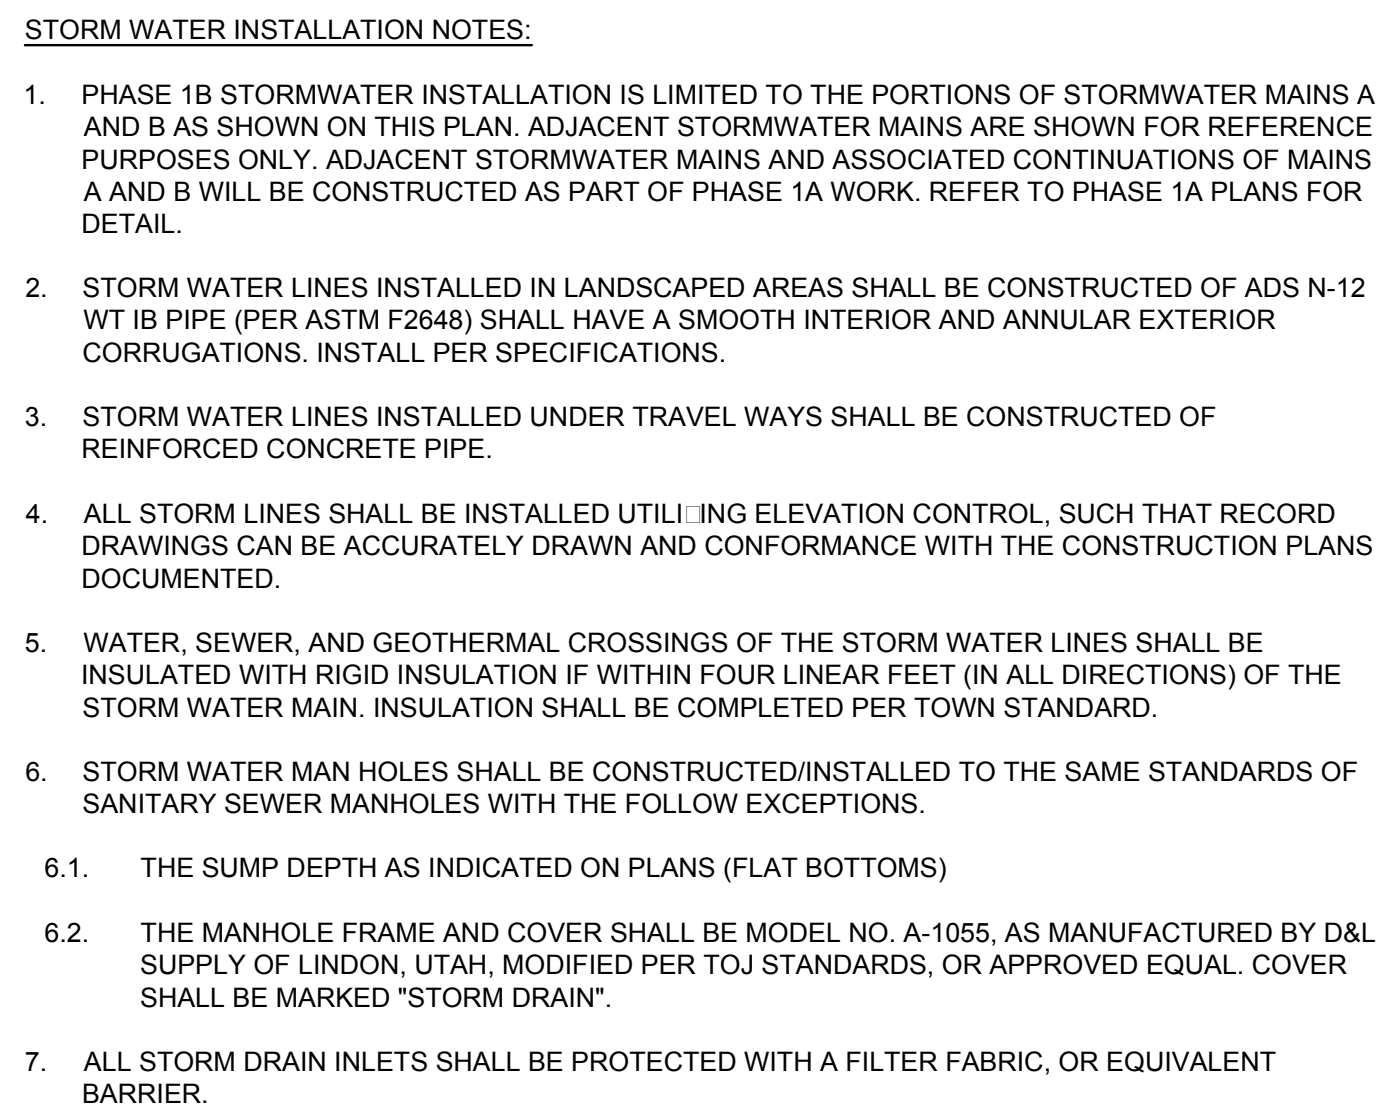 STORM WATER INSTALLATION NOTES:
1. PHASE 1B STORMWATER INSTALLATION IS LIMITED TO THE PORTIONS OF STORMWATER MAINS A
AND B AS SHOWN ON THIS PLAN. ADJACENT STORMWATER MAINS ARE SHOWN FOR REFERENCE
PURPOSES ONLY. ADJACENT STORMWATER MAINS AND ASSOCIATED CONTINUATIONS OF MAINS
A AND B WILL BE CONSTRUCTED AS PART OF PHASE 1A WORK. REFER TO PHASE 1A PLANS FOR
DETAIL.
2. STORM WATER LINES INSTALLED IN LANDSCAPED AREAS SHALL BE CONSTRUCTED OF ADS N-12
WT IB PIPE (PER ASTM F2648) SHALL HAVE A SMOOTH INTERIOR AND ANNULAR EXTERIOR
CORRUGATIONS. INSTALL PER SPECIFICATIONS.
3. STORM WATER LINES INSTALLED UNDER TRAVEL WAYS SHALL BE CONSTRUCTED OF
REINFORCED CONCRETE PIPE.
4. ALL STORM LINES SHALL BE INSTALLED UTILI□ING ELEVATION CONTROL, SUCH THAT RECORD
DRAWINGS CAN BE ACCURATELY DRAWN AND CONFORMANCE WITH THE CONSTRUCTION PLANS
DOCUMENTED.
5. WATER, SEWER, AND GEOTHERMAL CROSSINGS OF THE STORM WATER LINES SHALL BE
INSULATED WITH RIGID INSULATION IF WITHIN FOUR LINEAR FEET (IN ALL DIRECTIONS) OF THE
STORM WATER MAIN. INSULATION SHALL BE COMPLETED PER TOWN STANDARD.
6. STORM WATER MAN HOLES SHALL BE CONSTRUCTED/INSTALLED TO THE SAME STANDARDS OF
SANITARY SEWER MANHOLES WITH THE FOLLOW EXCEPTIONS.
6.1. THE SUMP DEPTH AS INDICATED ON PLANS (FLAT BOTTOMS)
6.2. THE MANHOLE FRAME AND COVER SHALL BE MODEL NO. A-1055, AS MANUFACTURED BY D&L
SUPPLY OF LINDON, UTAH, MODIFIED PER TOJ STANDARDS, OR APPROVED EQUAL. COVER
SHALL BE MARKED "STORM DRAIN".
7. ALL STORM DRAIN INLETS SHALL BE PROTECTED WITH A FILTER FABRIC, OR EQUIVALENT
BARRIER.